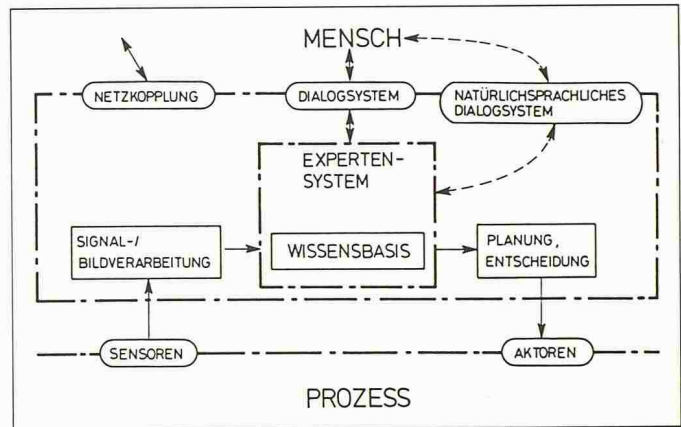 MENSCH
NETZKOPPLUNG
DIALOGSYSTEM
NATÜRLICHSPRACHLICHES
DIALOGSYSTEM
EXPERTEN-
SYSTEM
SIGNAL-/
BILDVERARBEITUNG
WISSENSBASIS
PLANUNG,
ENTSCHEIDUNG
SENSOREN
AKTOREN
PROZESS